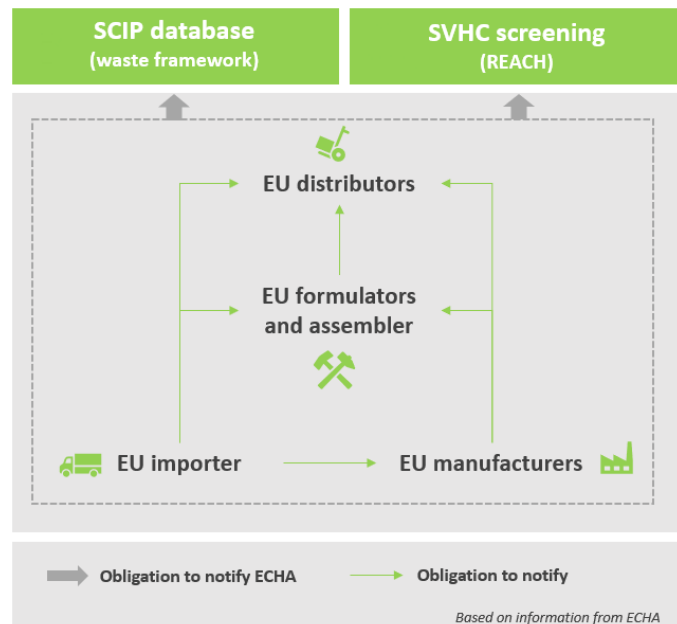 SCIP database
(waste framework)
SVHC screening
(REACH)
EU distributors
EU formulators
and assembler
EU importer
EU manufacturers
Obligation to notify ECHA
Obligation to notify
Based on information from ECHA